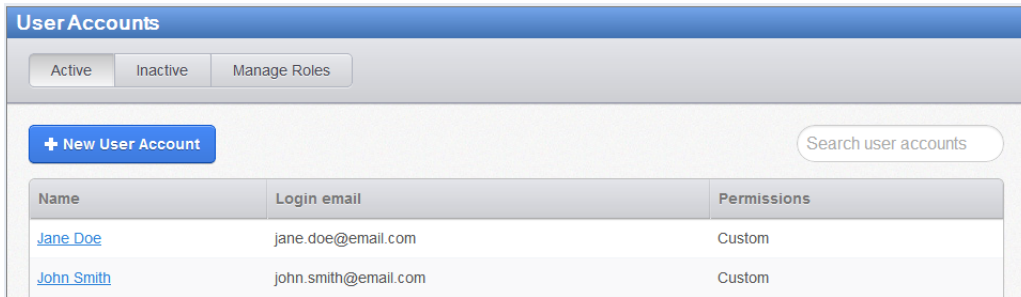 User Accounts
Active Inactive Manage Roles
+ New User Account Search user accounts
Name Login email Permissions
Jane Doe jane.doe@email.com Custom
John Smith john.smith@email.com Custom